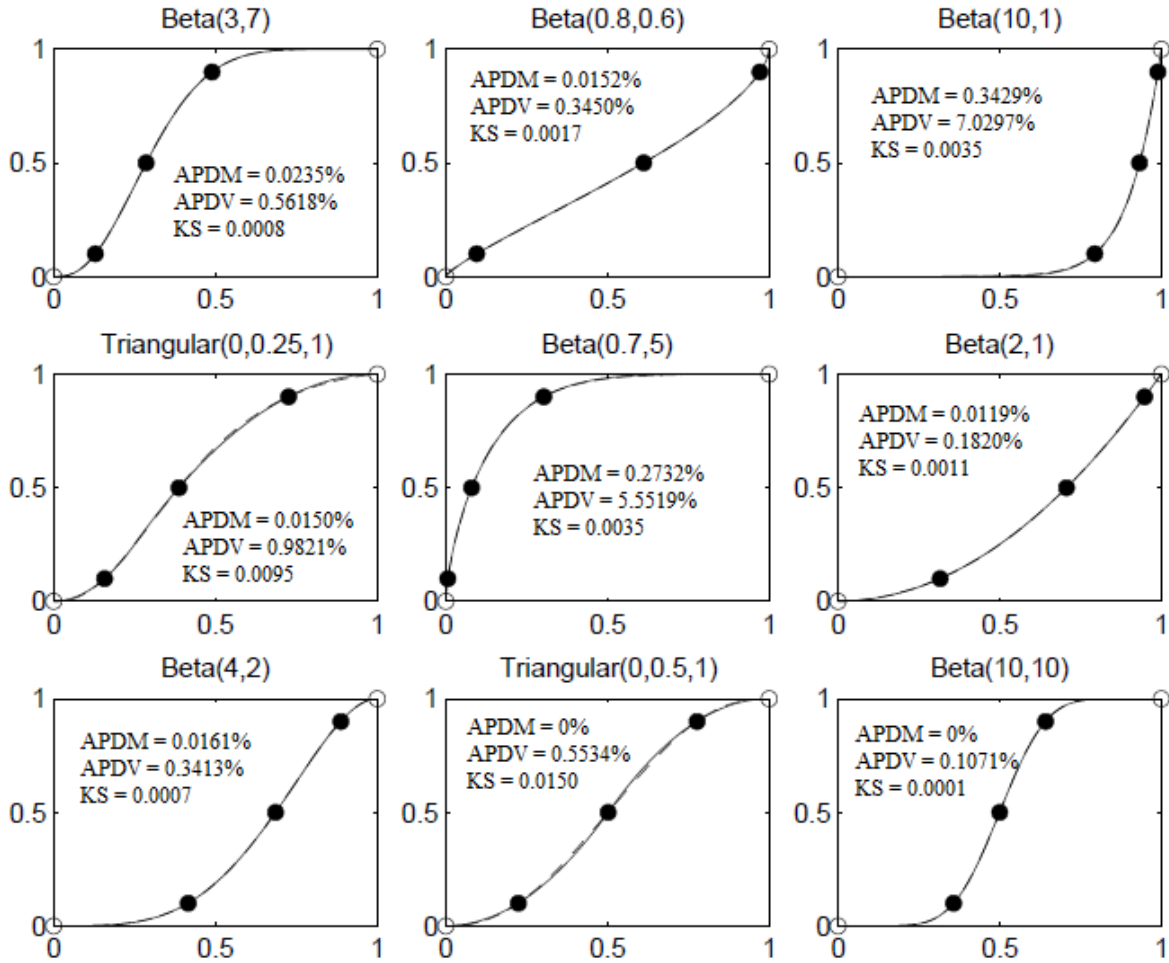 Beta(3,7)
1
0.5
0
APDM = 0.0235%
APDV = 0.5618%
KS = 0.0008
0 0.5 1
Beta(0.8,0.6)
1
0.5
0
APDM = 0.0152%
APDV = 0.3450%
KS = 0.0017
0 0.5 1
Beta(10,1)
1
0.5
0
APDM = 0.3429%
APDV = 7.0297%
KS = 0.0035
0 0.5 1
Triangular(0,0.25,1)
1
0.5
0
APDM = 0.0150%
APDV = 0.9821%
KS = 0.0095
0 0.5 1
Beta(0.7,5)
1
0.5
0
APDM = 0.2732%
APDV = 5.5519%
KS = 0.0035
0 0.5 1
Beta(2,1)
1
0.5
0
APDM = 0.0119%
APDV = 0.1820%
KS = 0.0011
0 0.5 1
Beta(4,2)
1
0.5
0
APDM = 0.0161%
APDV = 0.3413%
KS = 0.0007
0 0.5 1
Triangular(0,0.5,1)
1
0.5
0
APDM = 0%
APDV = 0.5534%
KS = 0.0150
0 0.5 1
Beta(10,10)
1
0.5
0
APDM = 0%
APDV = 0.1071%
KS = 0.0001
0 0.5 1